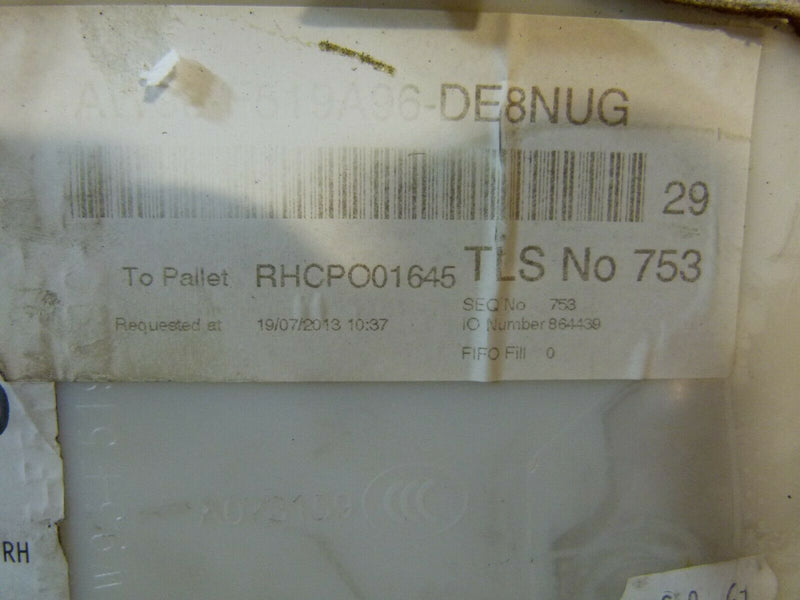 619A96-DE8NUG
29
To Pallet RHCPO01645 TLS No 753
SEQ No 753
Requested at 19/07/2013 10:37 IO Number 864439
FIFO Fill 0
RH